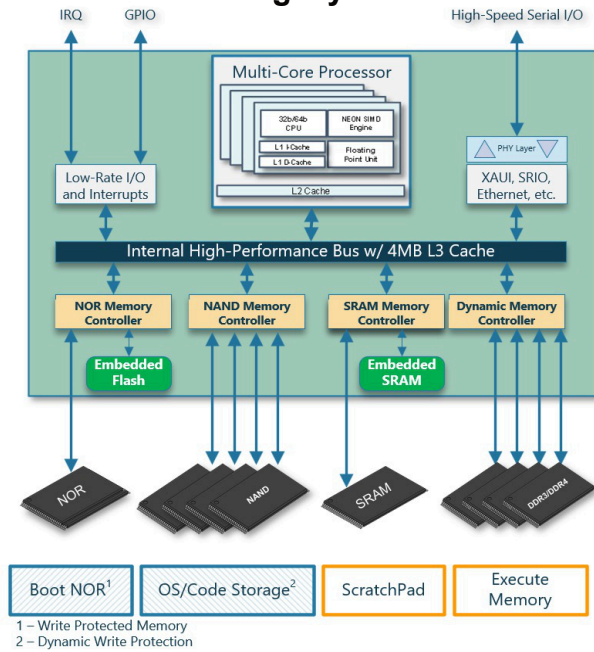 IRQ GPIO High-Speed Serial I/O
Multi-Core Processor
32b/64b
CPU
NEON SIMD
Engine
L1 I-Cache
L1 D-Cache
Floating
Point Unit
L2 Cache
Low-Rate I/O
and Interrupts
PHY Layer
XAUI, SRIO,
Ethernet, etc.
Internal High-Performance Bus w/ 4MB L3 Cache
NOR Memory
Controller
NAND Memory
Controller
SRAM Memory
Controller
Dynamic Memory
Controller
Embedded
Flash
Embedded
SRAM
NOR
NAND
SRAM
DDR3/DDR4
Boot NOR1
OS/Code Storage2
ScratchPad
Execute
Memory
1 – Write Protected Memory
2 – Dynamic Write Protection